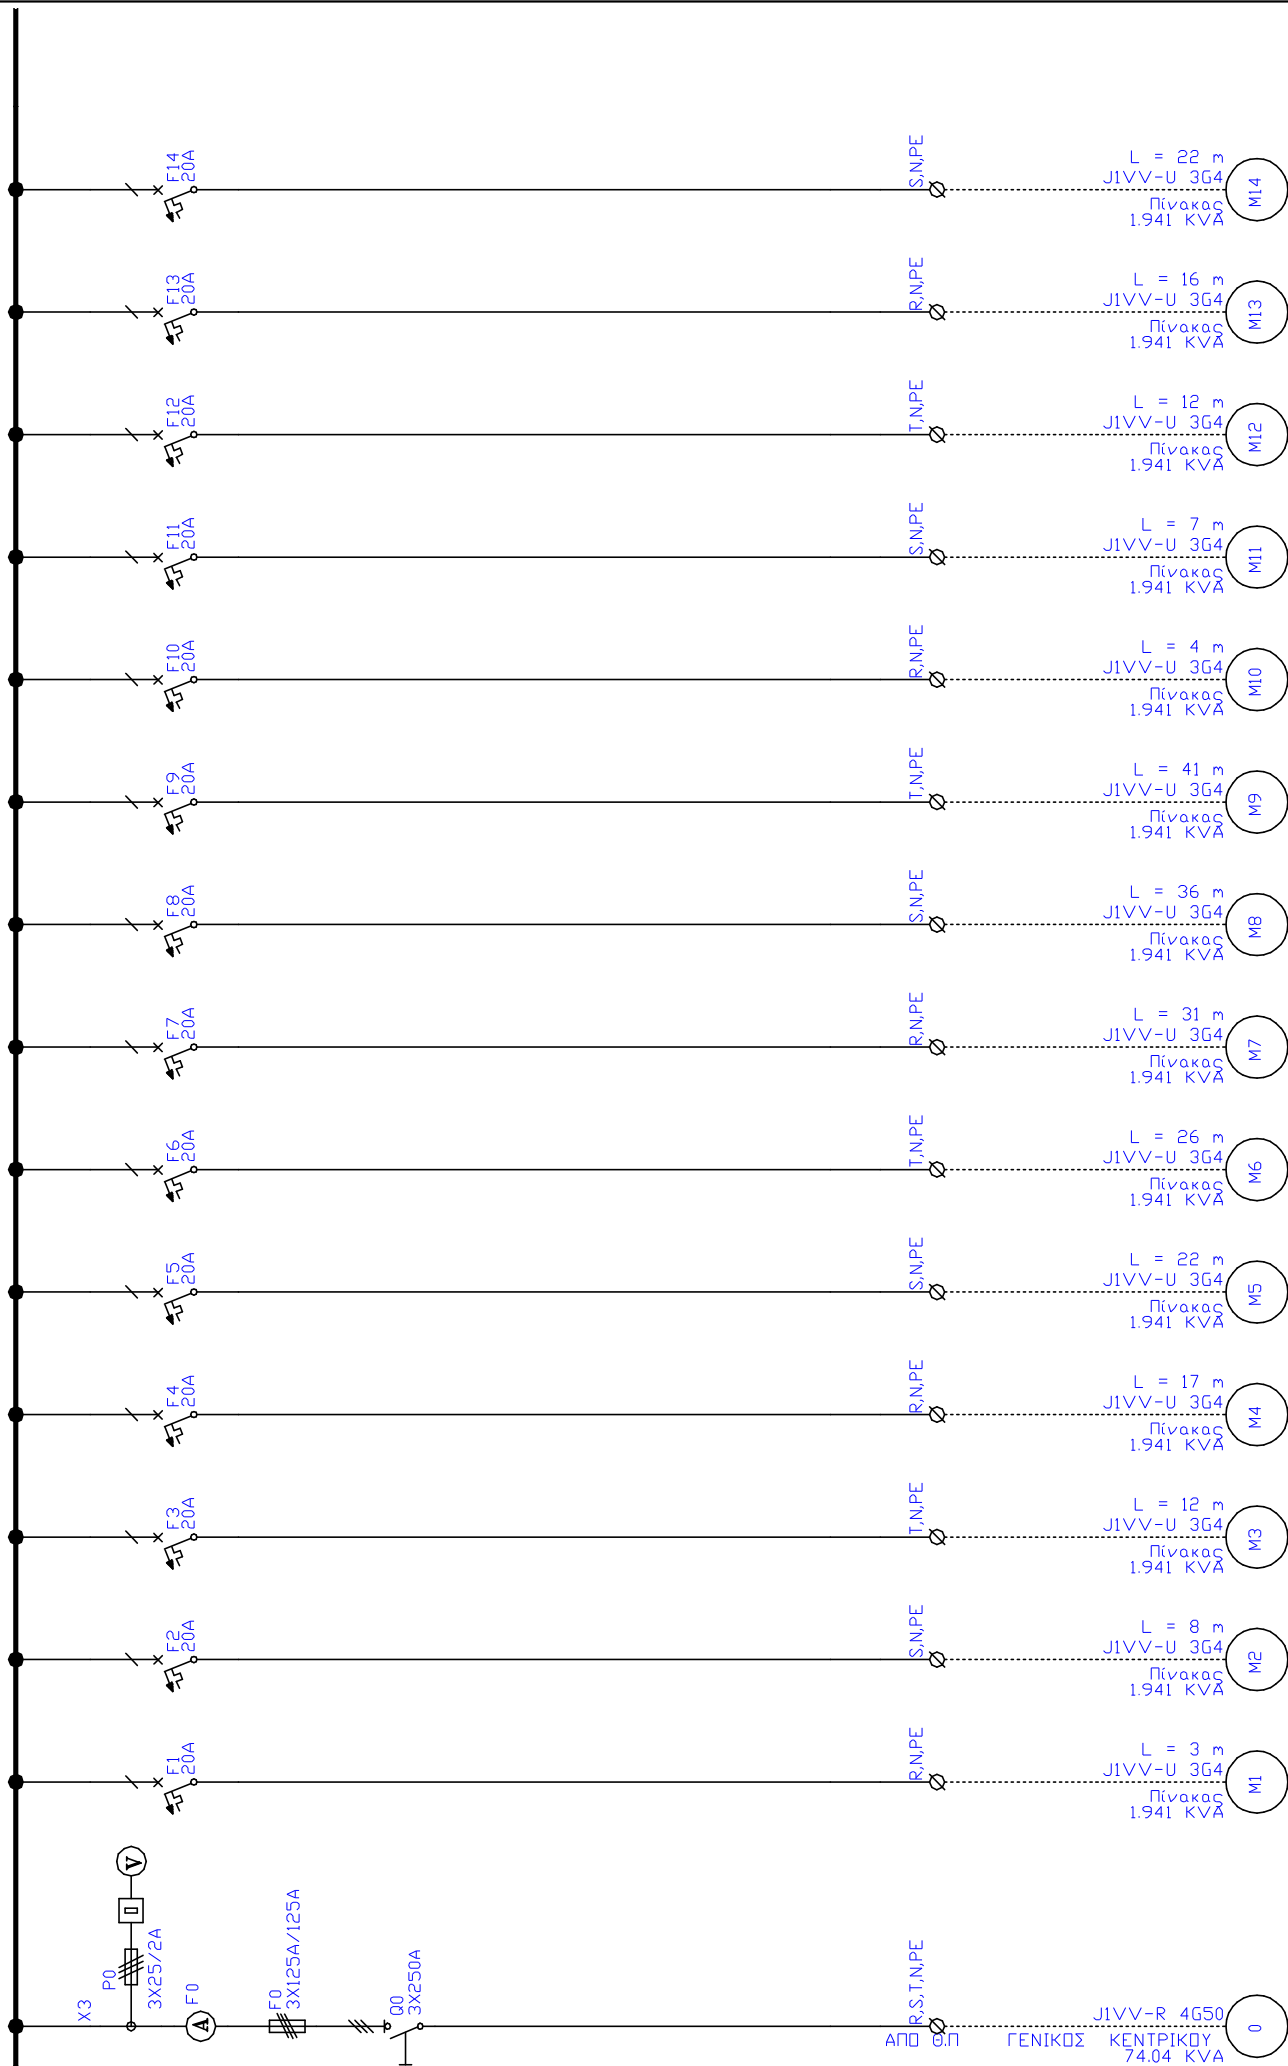 F14
20A
S,N,PE
L = 22 m
J1VV-U 3G4
Πίνακας
1.941 KVA
M14
F13
20A
R,N,PE
L = 16 m
J1VV-U 3G4
Πίνακας
1.941 KVA
M13
F12
20A
T,N,PE
L = 12 m
J1VV-U 3G4
Πίνακας
1.941 KVA
M12
F11
20A
S,N,PE
L = 7 m
J1VV-U 3G4
Πίνακας
1.941 KVA
M11
F10
20A
R,N,PE
L = 4 m
J1VV-U 3G4
Πίνακας
1.941 KVA
M10
F9
20A
T,N,PE
L = 41 m
J1VV-U 3G4
Πίνακας
1.941 KVA
M9
F8
20A
S,N,PE
L = 36 m
J1VV-U 3G4
Πίνακας
1.941 KVA
M8
F7
20A
R,N,PE
L = 31 m
J1VV-U 3G4
Πίνακας
1.941 KVA
M7
F6
20A
T,N,PE
L = 26 m
J1VV-U 3G4
Πίνακας
1.941 KVA
M6
F5
20A
S,N,PE
L = 22 m
J1VV-U 3G4
Πίνακας
1.941 KVA
M5
F4
20A
R,N,PE
L = 17 m
J1VV-U 3G4
Πίνακας
1.941 KVA
M4
F3
20A
T,N,PE
L = 12 m
J1VV-U 3G4
Πίνακας
1.941 KVA
M3
F2
20A
S,N,PE
L = 8 m
J1VV-U 3G4
Πίνακας
1.941 KVA
M2
F1
20A
R,N,PE
L = 3 m
J1VV-U 3G4
Πίνακας
1.941 KVA
M1
V
X3
P0
3X25/2A
A
F0
F0
3X125A/125A
Q0
3X250A
R,S,T,N,PE
J1VV-R 4G50
ΑΠΟ Θ.Π ΓΕΝΙΚΟΣ ΚΕΝΤΡΙΚΟΥ
74.04 KVA
0